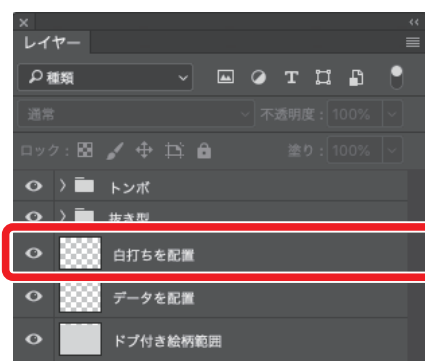 レイヤー
種類
通常 不透明度: 100%
ロック: 塗り: 100%
トンボ
抜き型
白打ちを配置
データを配置
ドブ付き絵柄範囲